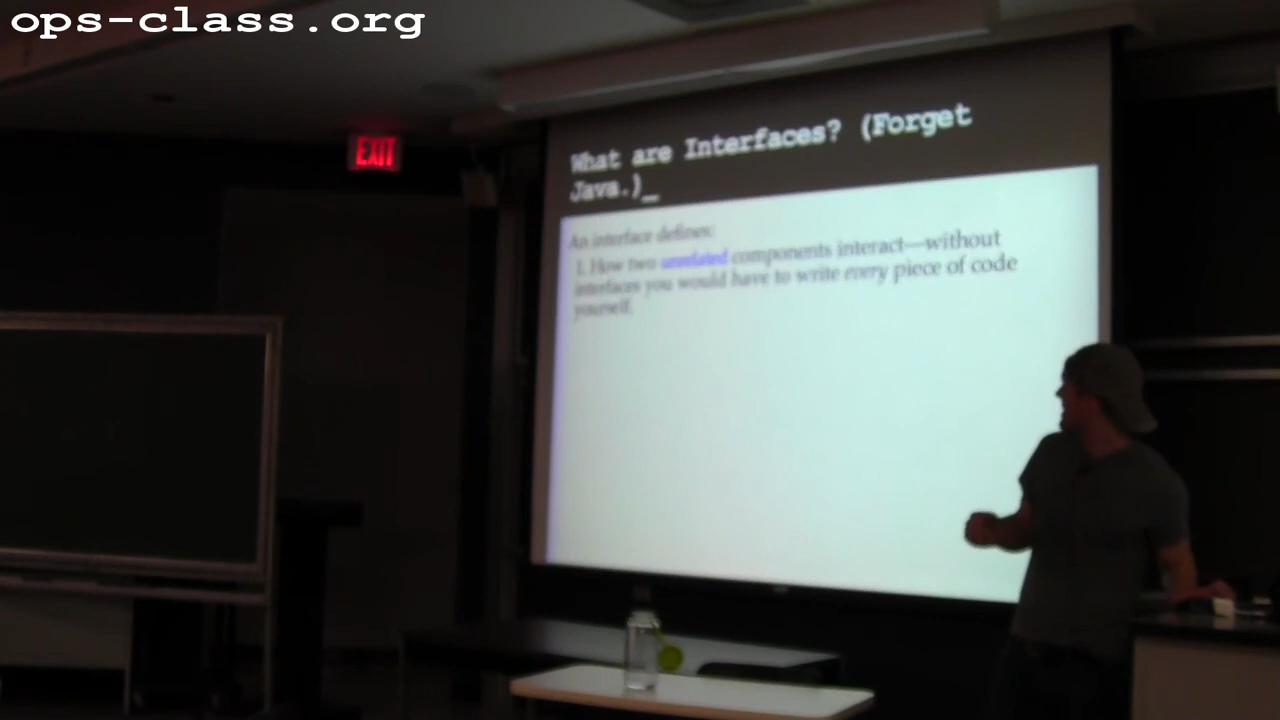 ops-class.org
EXIT
What are Interfaces? (Forget
Java.)_
An interface defines:
1. How two unrelated components interact—without
interfaces you would have to write every piece of code
yourself.